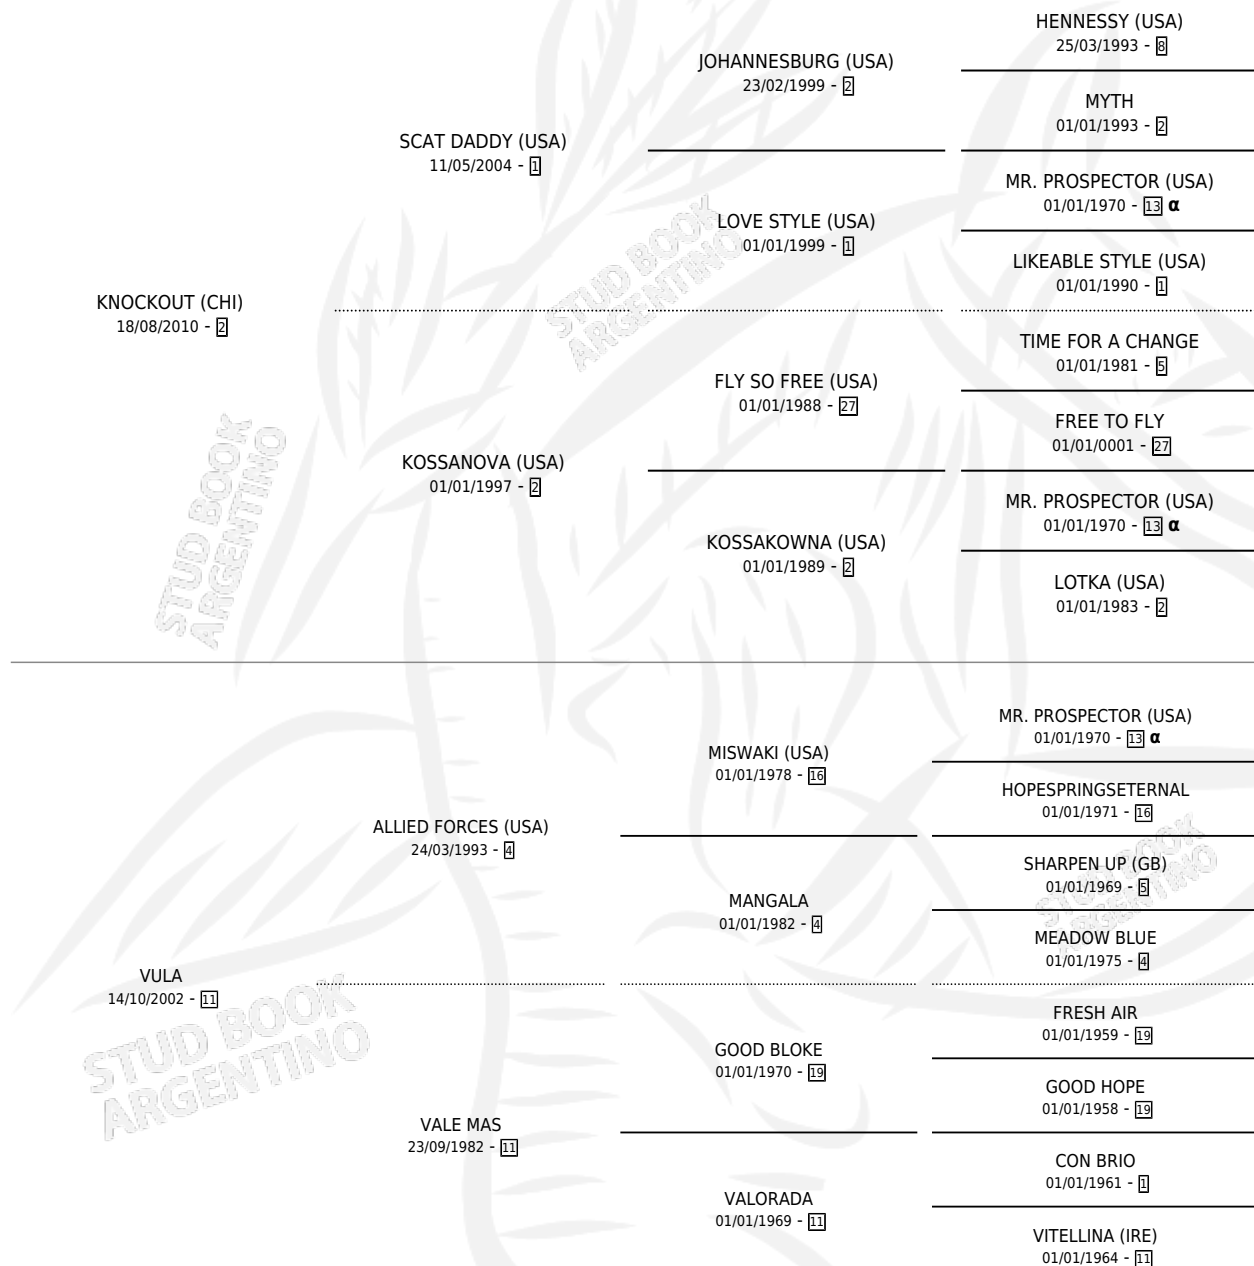 HENNESSY (USA)
25/03/1993 - 8
JOHANNESBURG (USA)
23/02/1999 - 2
MYTH
01/01/1993 - 2
SCAT DADDY (USA)
11/05/2004 - 1
MR. PROSPECTOR (USA)
01/01/1970 - 13 α
LOVE STYLE (USA)
01/01/1999 - 1
LIKEABLE STYLE (USA)
01/01/1990 - 1
KNOCKOUT (CHI)
18/08/2010 - 2
TIME FOR A CHANGE
01/01/1981 - 5
FLY SO FREE (USA)
01/01/1988 - 27
FREE TO FLY
01/01/0001 - 27
KOSSANOVA (USA)
01/01/1997 - 2
MR. PROSPECTOR (USA)
01/01/1970 - 13 α
KOSSAKOWNA (USA)
01/01/1989 - 2
LOTKA (USA)
01/01/1983 - 2
MR. PROSPECTOR (USA)
01/01/1970 - 13 α
MISWAKI (USA)
01/01/1978 - 16
HOPESPRINGSETERNAL
01/01/1971 - 16
ALLIED FORCES (USA)
24/03/1993 - 4
SHARPEN UP (GB)
01/01/1969 - 5
MANGALA
01/01/1982 - 4
MEADOW BLUE
01/01/1975 - 4
VULA
14/10/2002 - 11
FRESH AIR
01/01/1959 - 19
GOOD BLOKE
01/01/1970 - 19
GOOD HOPE
01/01/1958 - 19
VALE MAS
23/09/1982 - 11
CON BRIO
01/01/1961 - 1
VALORADA
01/01/1969 - 11
VITELLINA (IRE)
01/01/1964 - 11
STUD BOOK
ARGENTINO
STUD BOOK
ARGENTINO
STUD BOOK
ARGENTINO
STUD BOOK
ARGENTINO